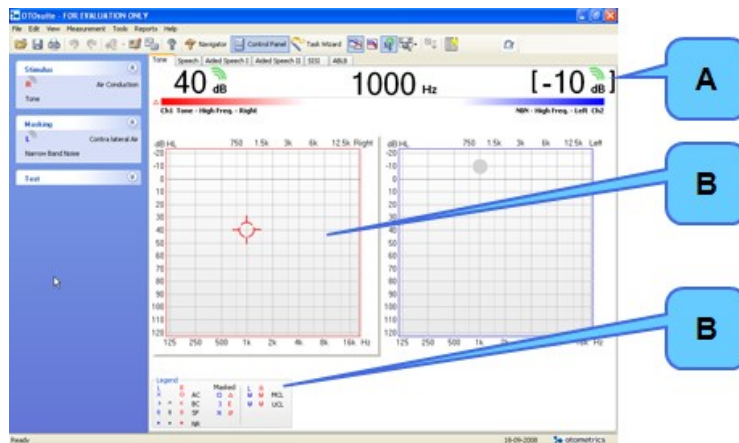 OTOsuite - FOR EVALUATION ONLY
File Edit View Measurement Tools Reports Help
Navigator Control Panel Task Wizard
Tone Speech Aided Speech I Aided Speech II SISI ABLB
Stimulus
R Air Conduction
Tone
Masking
L Contra lateral Air
Narrow Band Noise
Test
40 dB 1000 Hz [-10 dB]
Ch1 Tone - High Freq. - Right NBN - High Freq. - Left Ch2
dB HL 750 1.5k 3k 6k 12.5k Right
-20
-10
0
10
20
30
40
50
60
70
80
90
100
110
120
125 250 500 1k 2k 4k 8k 16k Hz
dB HL 750 1.5k 3k 6k 12.5k Left
-20
-10
0
10
20
30
40
50
60
70
80
90
100
110
120
125 250 500 1k 16k Hz
Legend
L R Masked L R
AC MCL
BC UCL
SF
NR
Ready 18-09-2008 otometrics
A
B
B